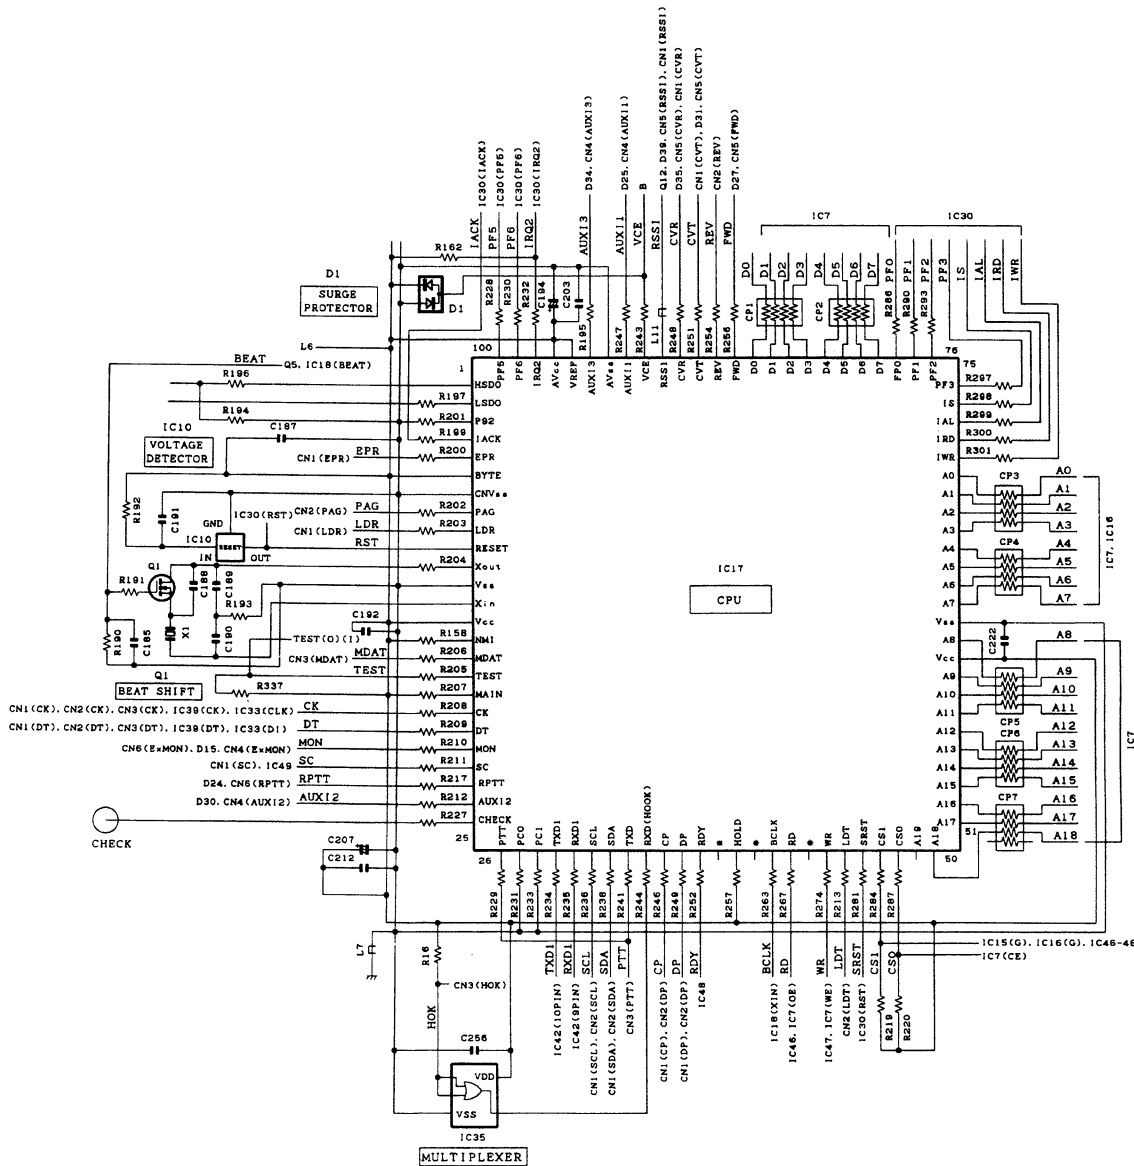 IC30(IACK)
IC30(PF5)
IC30(PF6)
IC30(IRQ2)
D34, CN4(AUXI3)
D25, CN4(AUXI1)
B
Q12, D39, CN5(RSSI), CN1(RSSI)
D35, CN5(CVR), CN1(CVR)
CN1(CVT), D31, CN5(CVT)
CN2(REV)
D27, CN5(FWD)
IACK
PF5
PF6
IRQ2
AUXI3
AUXI1
VCE
RSSI
CVR
CVT
REV
FWD
IC7
IC30
D0
D1
D2
D3
D4
D5
D6
D7
PF0
PF1
PF2
PF3
IS
IAL
IRD
IWR
R162
D1
SURGE PROTECTOR
D1
R228
R230
R232
C194
C203
R195
R247
R243
L11
R248
R251
R254
R256
CP1
CP2
R286
R290
R293
L6
100
76
1
75
PF5
PF6
IRQ2
AVcc
VREF
AUXI3
AVss
AUXI1
VCE
RSSI
CVR
CVT
REV
FWD
D0
D1
D2
D3
D4
D5
D6
D7
FP0
PF1
PF2
BEAT
Q5, IC18(BEAT)
R196
HSDO
PF3
R297
R197
LSDO
IS
R298
R194
R201
P92
IAL
R299
IC10
VOLTAGE DETECTOR
C187
R199
IACK
IRD
R300
CN1(EPR)
EPR
R200
EPR
IWR
R301
BYTE
A0
CP3
A0
R192
C191
CNVss
A1
A1
CN2(PAG)
PAG
R202
PAG
A2
A2
GND
IC30(RST)
CN1(LDR)
LDR
R203
LDR
A3
A3
IC7, IC16
IC10
RESET
RST
RESET
A4
CP4
A4
IN
OUT
R204
Xout
A5
A5
Q1
C188
C189
Vss
A6
A6
R191
R193
Xin
A7
A7
IC17
CPU
C192
Vcc
Vss
R190
C185
X1
C190
TEST(O)(I)
R158
NMI
A8
C222
A8
CN3(MDAT)
MDAT
R206
MDAT
Vcc
Q1
BEAT SHIFT
TEST
R205
TEST
A9
A9
R337
R207
MAIN
A10
A10
CN1(CK), CN2(CK), CN3(CK), IC39(CK), IC33(CLK)
CK
R208
CK
A11
A11
CP5
CN1(DT), CN2(DT), CN3(DT), IC39(DT), IC33(DI)
DT
R209
DT
A12
CP6
A12
CN6(ExMON), D15, CN4(ExMON)
MON
R210
MON
A13
A13
IC7
CN1(SC), IC49
SC
R211
SC
A14
A14
D24, CN6(RPTT)
RPTT
R217
RPTT
A15
A15
D30, CN4(AUXI2)
AUXI2
R212
AUXI2
A16
CP7
A16
CHECK
R227
CHECK
A17
A17
25
51
A18
26
50
PTT
PC0
PC1
TXD1
RXD1
SCL
SDA
TXD
RXD(HOOK)
CP
DP
RDY
*
HOLD
*
BCLK
RD
*
WR
LDT
SRST
CS1
CS0
A19
A18
C207
C212
R229
R231
R233
R234
R235
R236
R238
R241
R244
R246
R249
R252
R257
R263
R267
R274
R213
R281
R284
R287
L7
R16
CN3(HOK)
HOK
TXD1
RXD1
SCL
SDA
PTT
CP
DP
RDY
BCLK
RD
WR
LDT
SRST
CS1
CS0
IC15(G), IC16(G), IC46-46
IC7(CE)
R219
R220
IC42(10PIN)
IC42(9PIN)
CN1(SCL), CN2(SCL)
CN1(SDA), CN2(SDA)
CN3(PTT)
CN1(CP), CN2(DP)
CN1(DP), CN2(DP)
IC48
IC18(XIN)
IC46, IC7(OE)
IC47, IC7(WE)
CN2(LDT)
IC30(RST)
C256
VDD
VSS
IC35
MULTIPLEXER